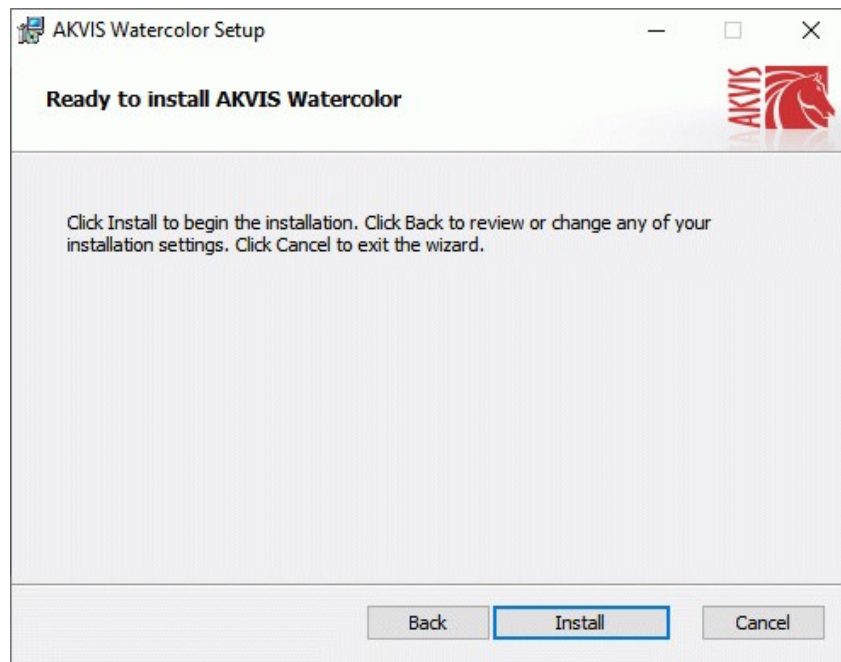 AKVIS Watercolor Setup
Ready to install AKVIS Watercolor
AKVIS
Click Install to begin the installation. Click Back to review or change any of your
installation settings. Click Cancel to exit the wizard.
Back Install Cancel